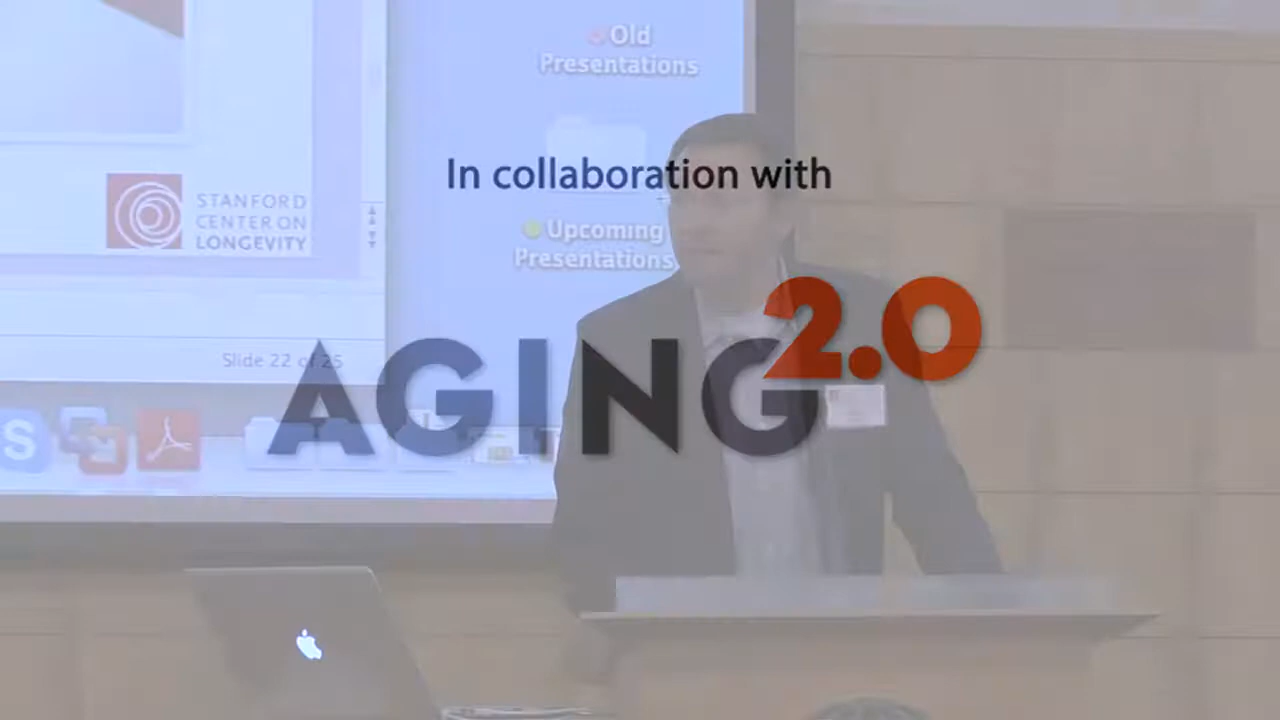 Old
Presentations
In collaboration with
STANFORD
CENTER ON
LONGEVITY
Upcoming
Presentations
AGING2.0
Slide 22 of 25
S